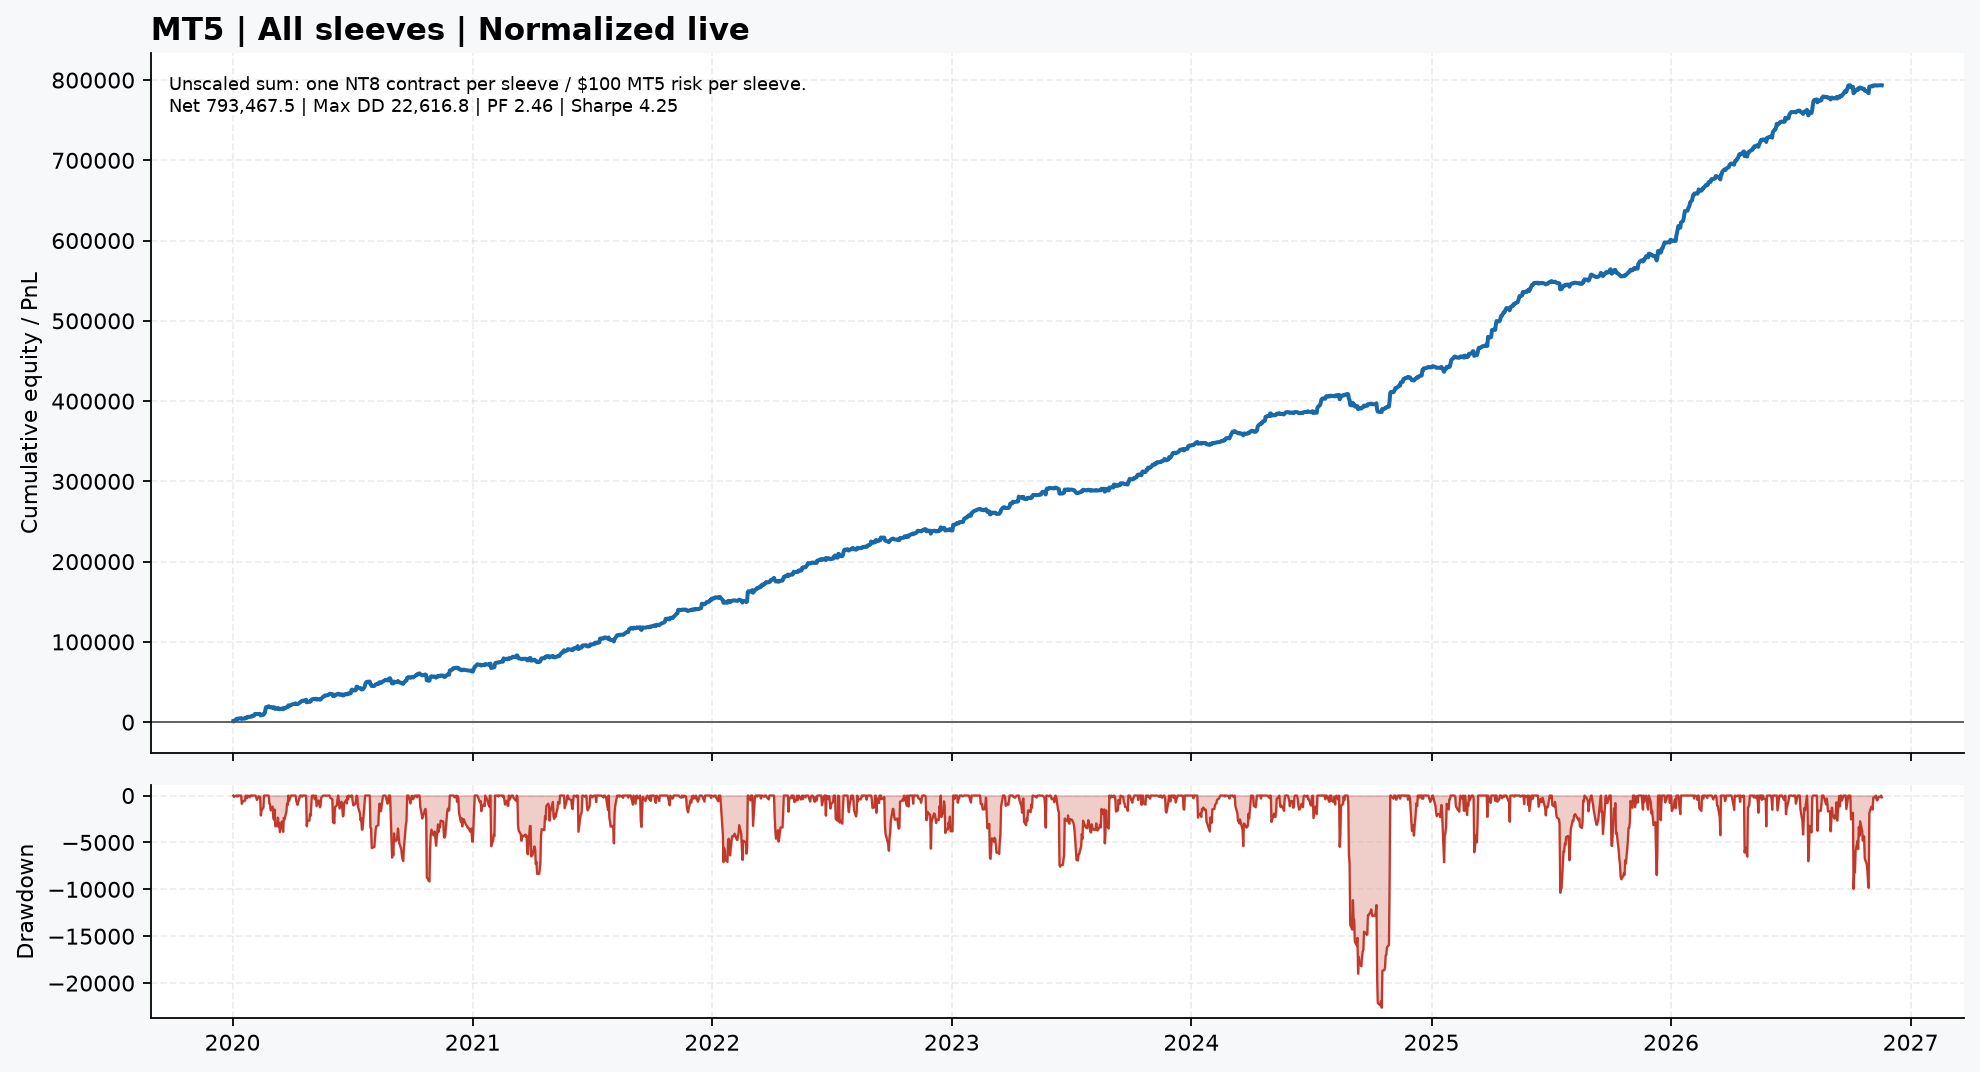 MT5 | All sleeves | Normalized live
Unscaled sum: one NT8 contract per sleeve / $100 MT5 risk per sleeve.
Net 793,467.5 | Max DD 22,616.8 | PF 2.46 | Sharpe 4.25
Cumulative equity / PnL
800000
700000
600000
500000
400000
300000
200000
100000
0
Drawdown
0
−5000
−10000
−15000
−20000
2020 2021 2022 2023 2024 2025 2026 2027